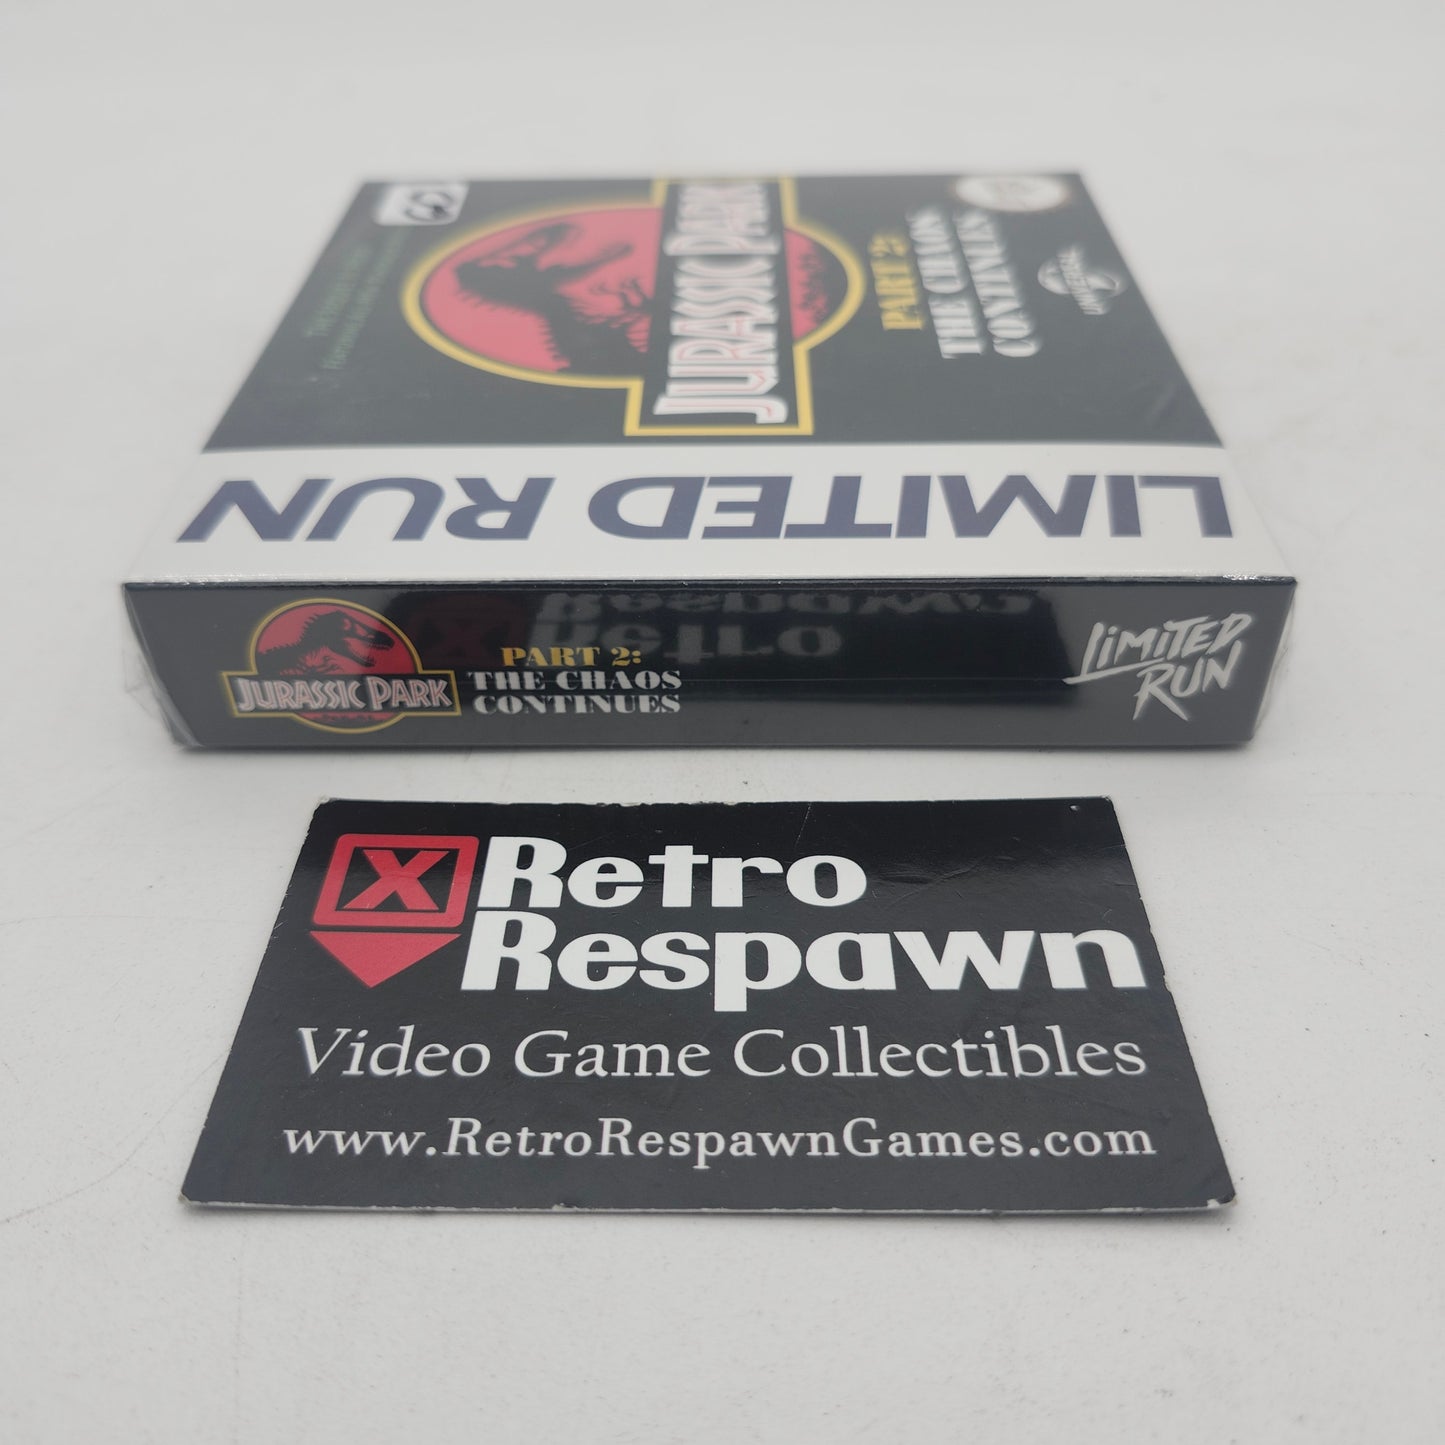 JURASSIC PARK
PART 2:
THE CHAOS
CONTINUES
UNIVERSAL
LIMITED RUN
JURASSIC PARK
PART 2:
THE CHAOS
CONTINUES
LIMITED
RUN
X
Retro
Respawn
Video Game Collectibles
www.RetroRespawnGames.com